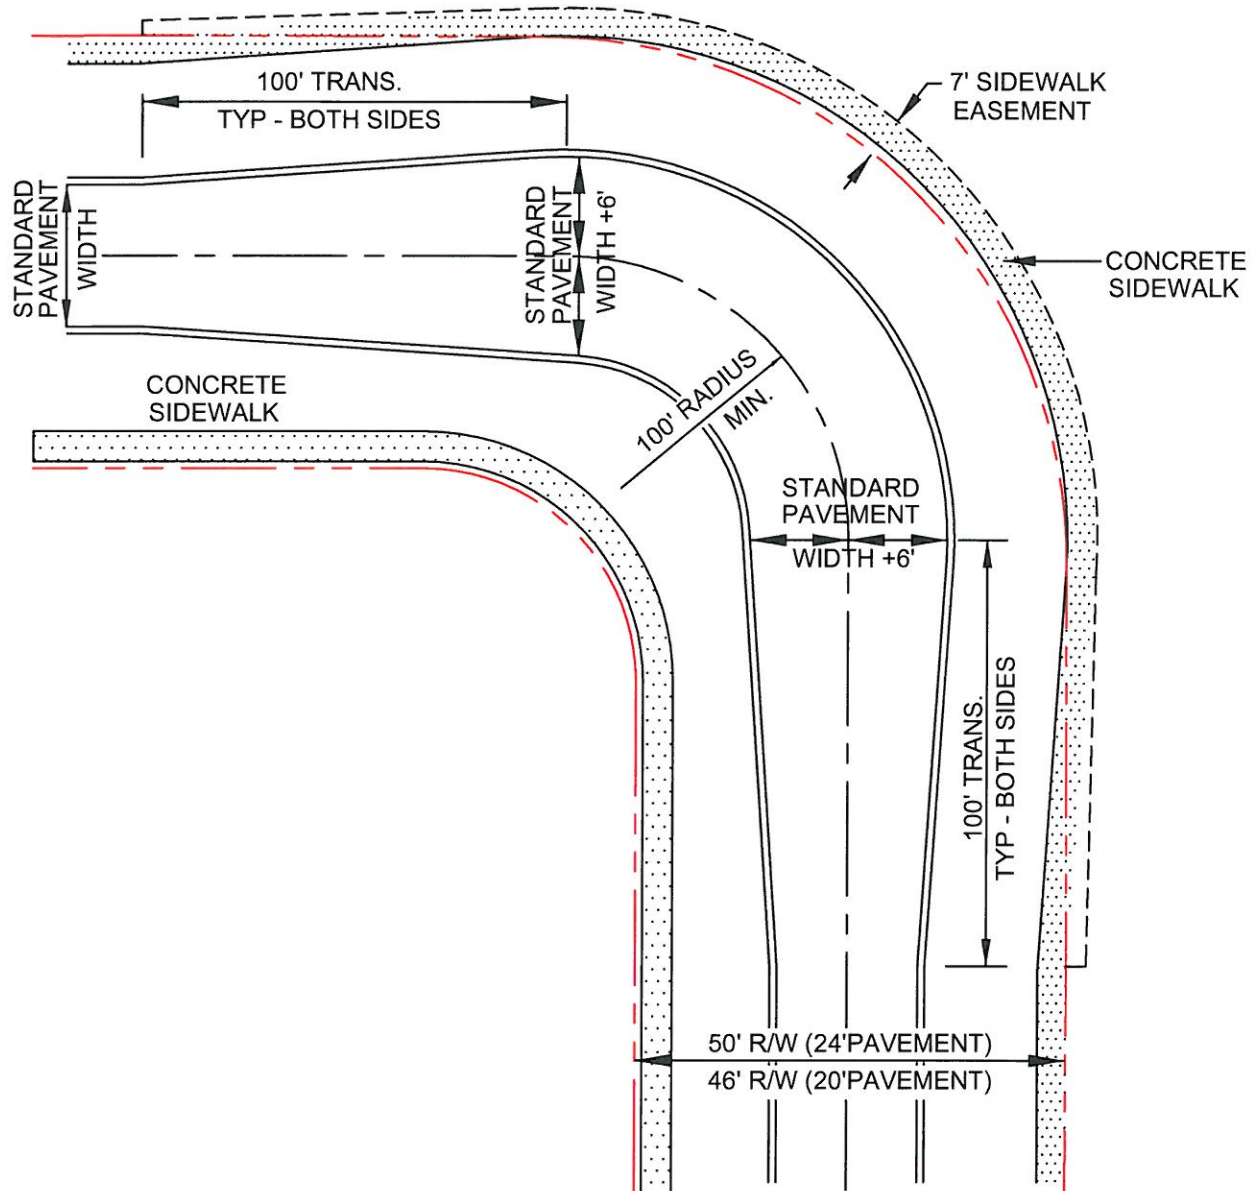 100' TRANS.
TYP - BOTH SIDES
7' SIDEWALK
EASEMENT
STANDARD
PAVEMENT
WIDTH
STANDARD
PAVEMENT
WIDTH +6'
CONCRETE
SIDEWALK
CONCRETE
SIDEWALK
100' RADIUS
MIN.
STANDARD
PAVEMENT
WIDTH +6'
100' TRANS.
TYP - BOTH SIDES
50' R/W (24'PAVEMENT)
46' R/W (20'PAVEMENT)